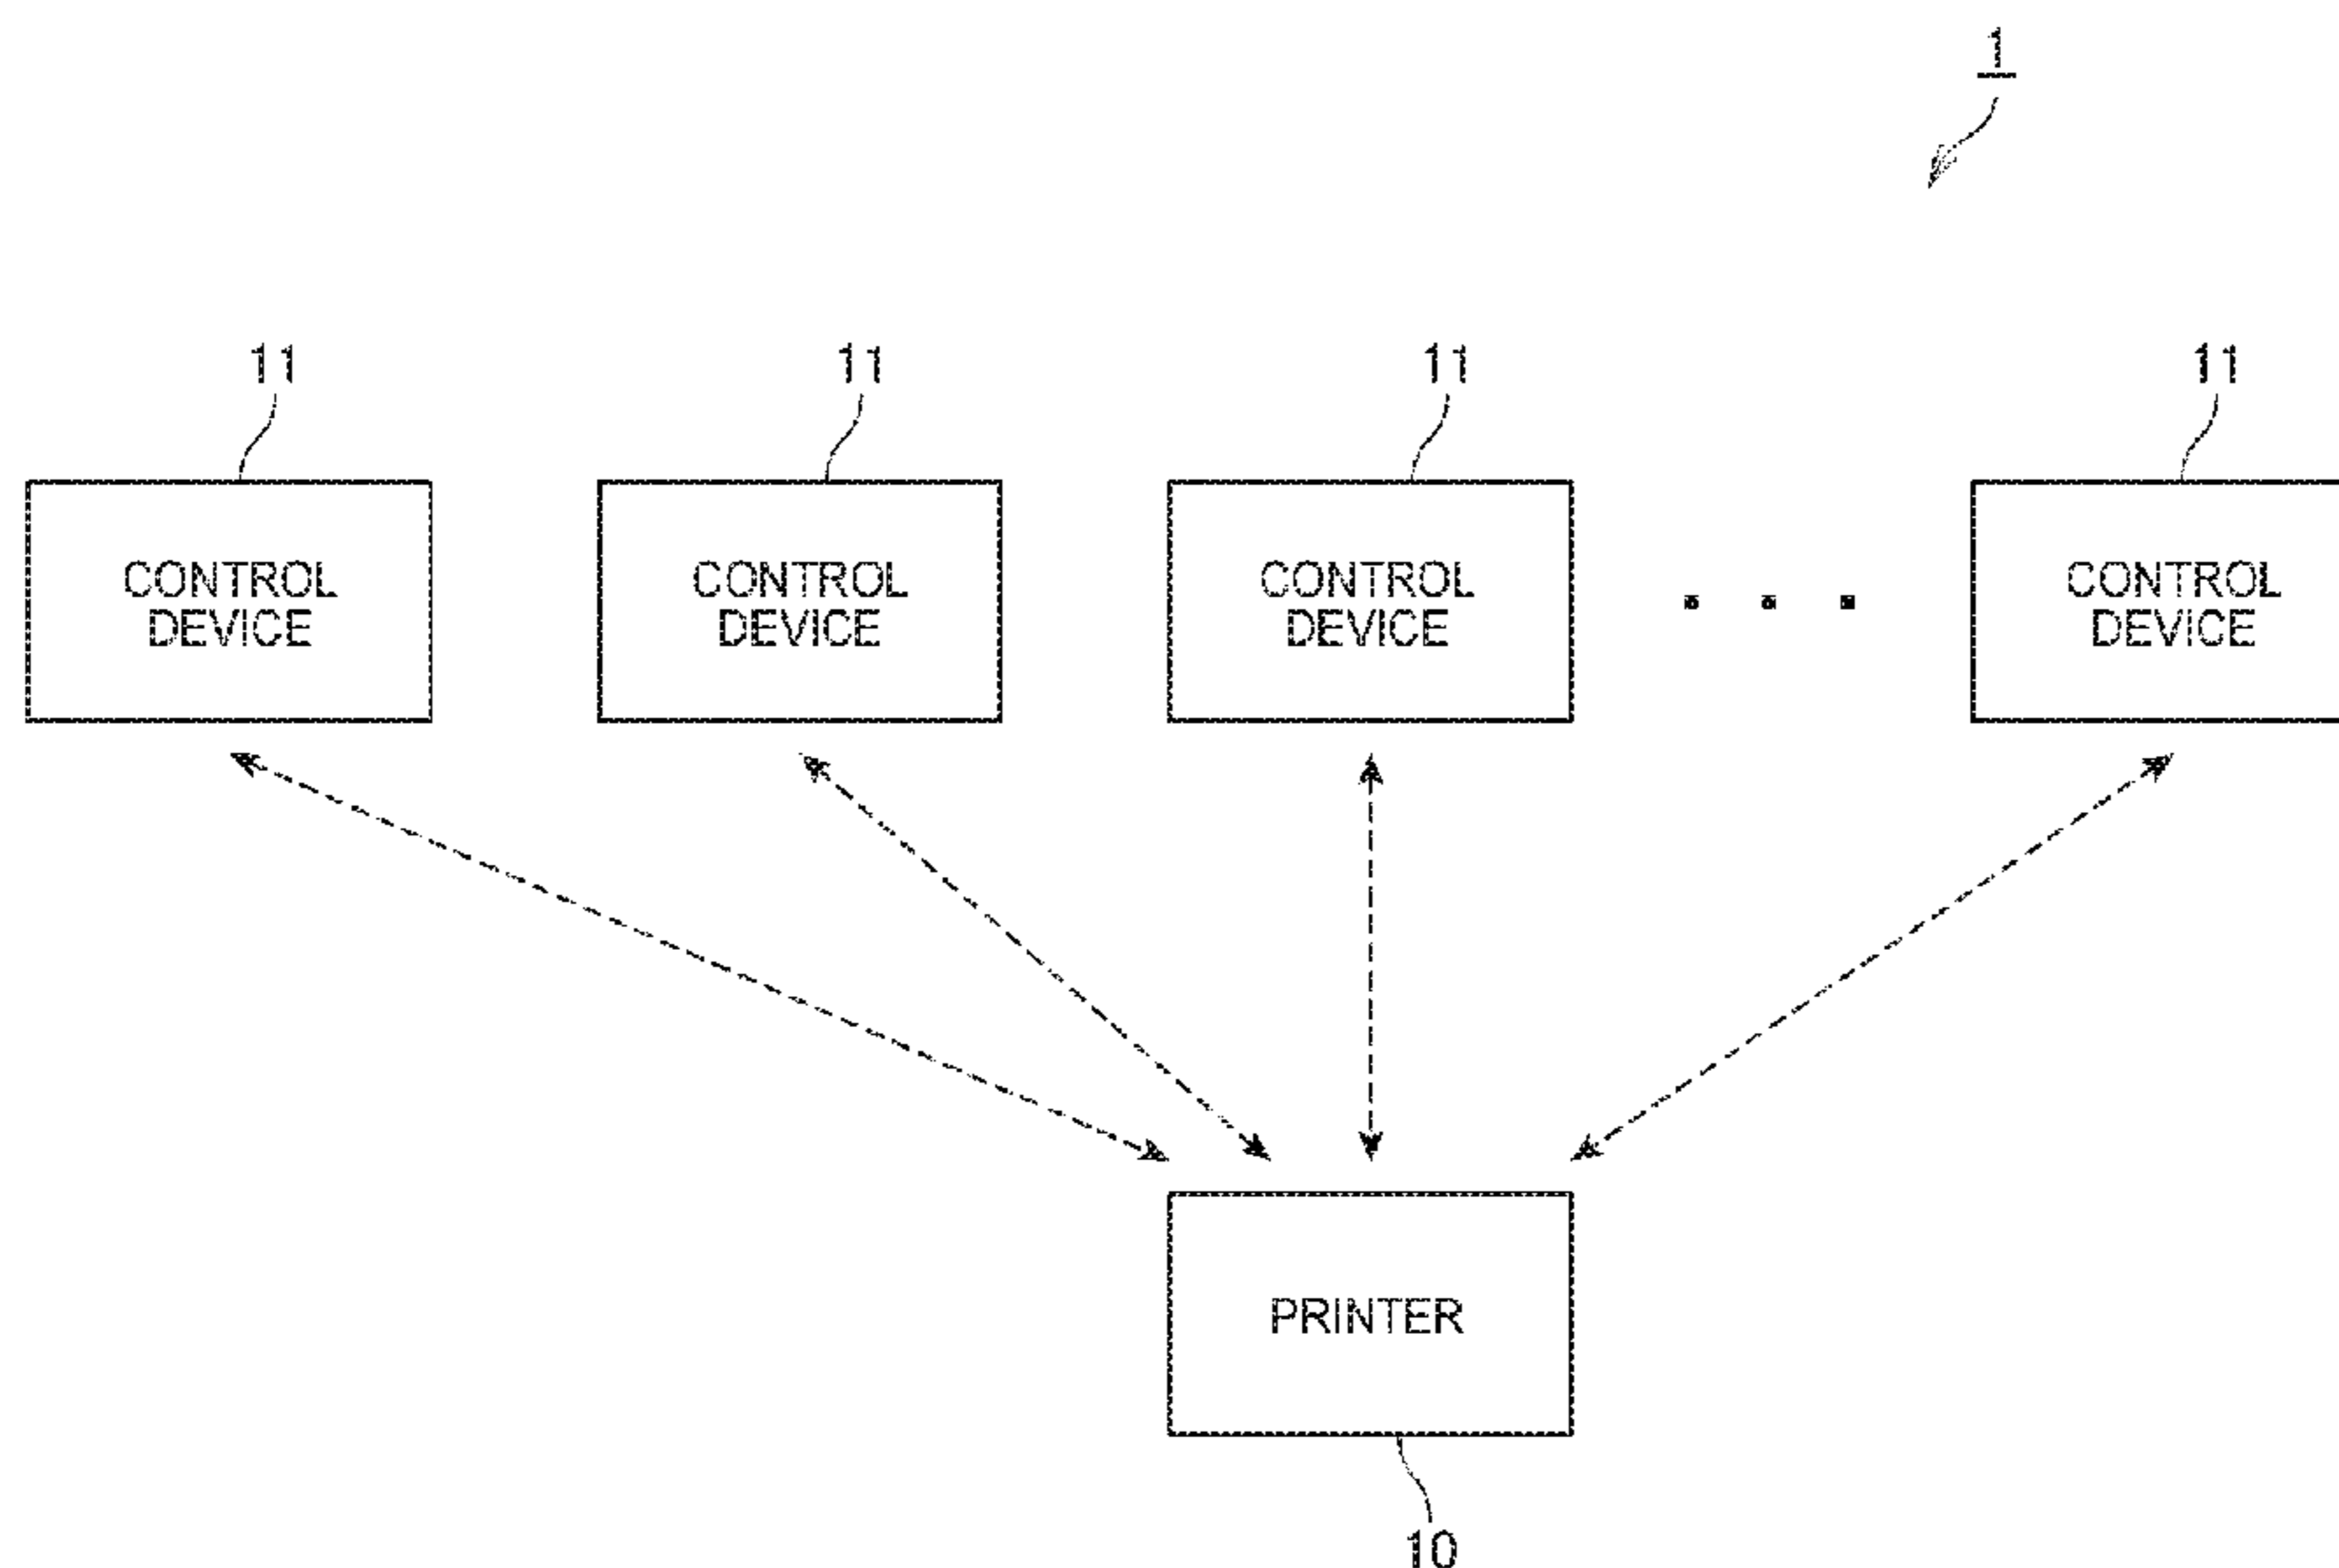 1
11
11
11
11
CONTROL
DEVICE
CONTROL
DEVICE
CONTROL
DEVICE
. . .
CONTROL
DEVICE
PRINTER
10